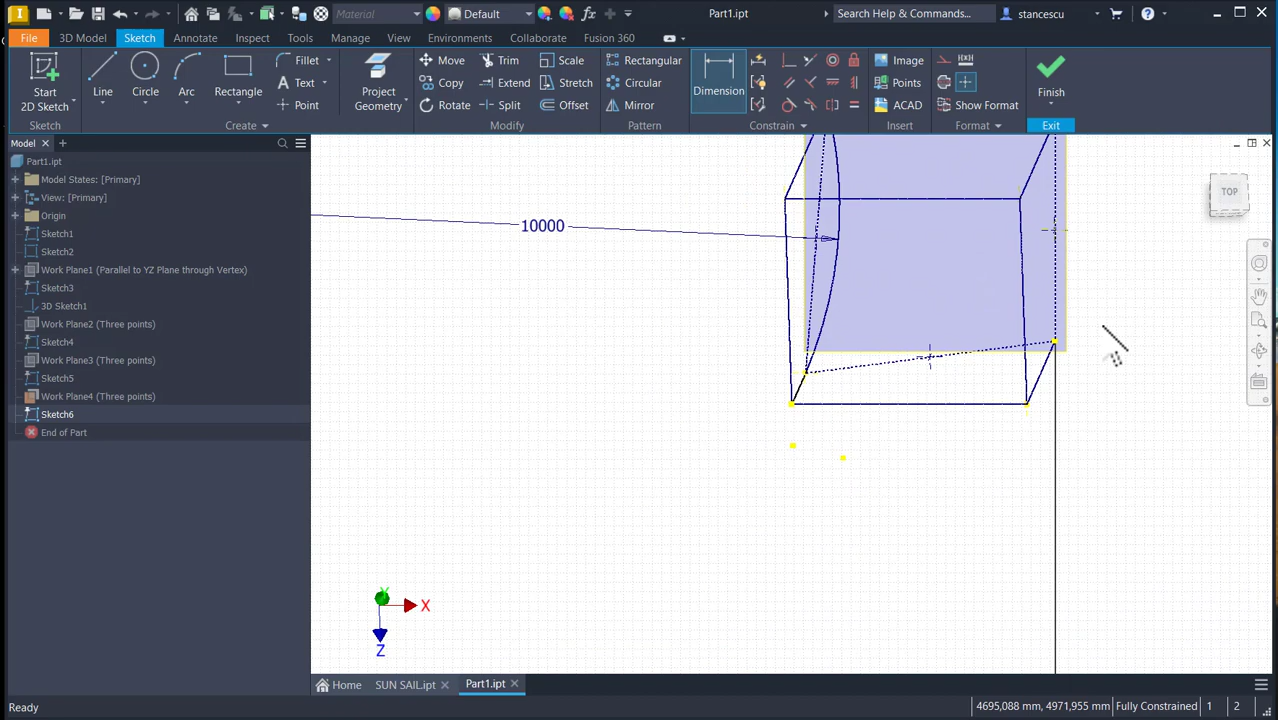 Material
Default
Part1.ipt
Search Help & Commands...
stancescu
File
3D Model
Sketch
Annotate
Inspect
Tools
Manage
View
Environments
Collaborate
Fusion 360
Start
2D Sketch
Line
Circle
Arc
Rectangle
Fillet
Text
Point
Project
Geometry
Move
Copy
Rotate
Trim
Extend
Split
Scale
Stretch
Offset
Rectangular
Circular
Mirror
Dimension
Image
Points
ACAD
Show Format
Finish
Sketch
Create
Modify
Pattern
Constrain
Insert
Format
Exit
Model
Part1.ipt
Model States: [Primary]
View: [Primary]
Origin
Sketch1
Sketch2
Work Plane1 (Parallel to YZ Plane through Vertex)
Sketch3
3D Sketch1
Work Plane2 (Three points)
Sketch4
Work Plane3 (Three points)
Sketch5
Work Plane4 (Three points)
Sketch6
End of Part
10000
TOP
Y
X
Z
Home
SUN SAIL.ipt
Part1.ipt
Ready
4695,088 mm, 4971,955 mm
Fully Constrained
1
2